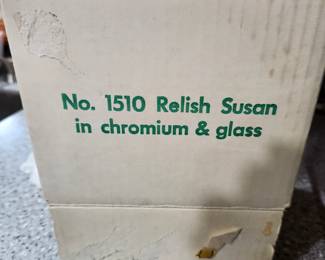 No. 1510 Relish Susan
in chromium & glass